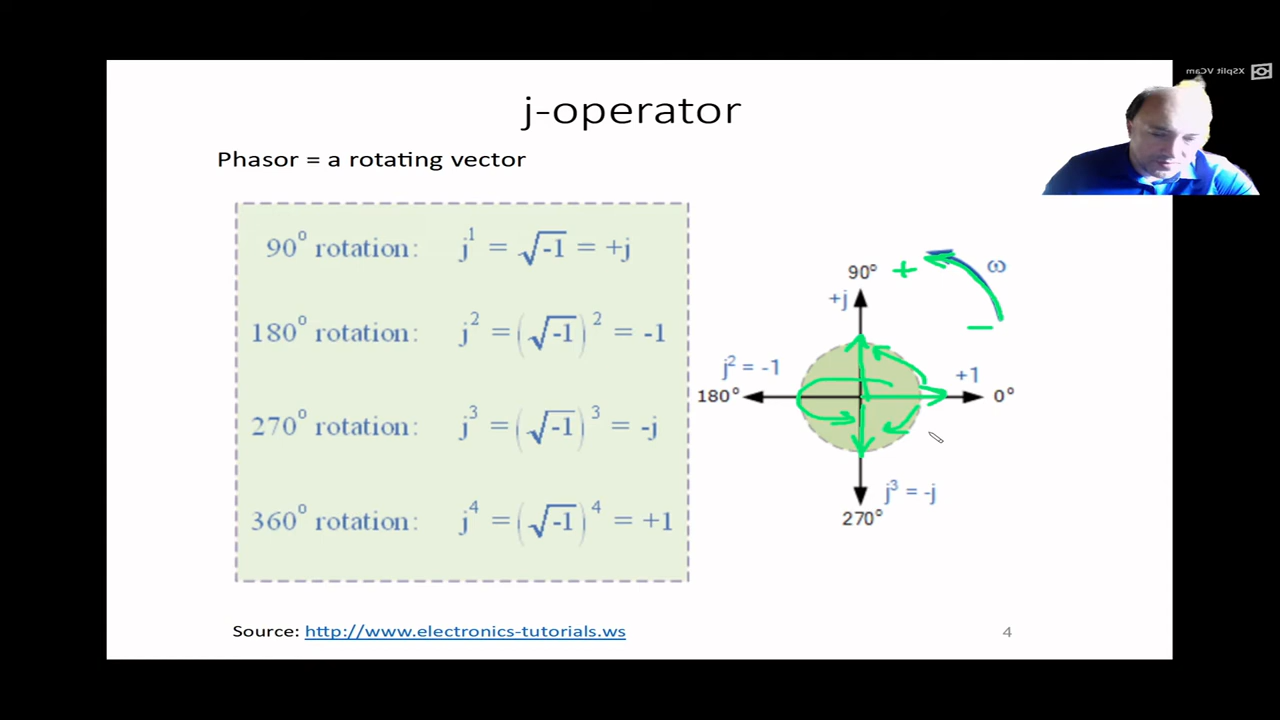 j-operator
Phasor = a rotating vector
90° rotation: j¹ = √-1 = +j
180° rotation: j² = (√-1)² = -1
270° rotation: j³ = (√-1)³ = -j
360° rotation: j⁴ = (√-1)⁴ = +1
90° +
ω
+j
−
j² = -1
+1
180°
0°
j³ = -j
270°
Source: http://www.electronics-tutorials.ws
4
XSplit VCam